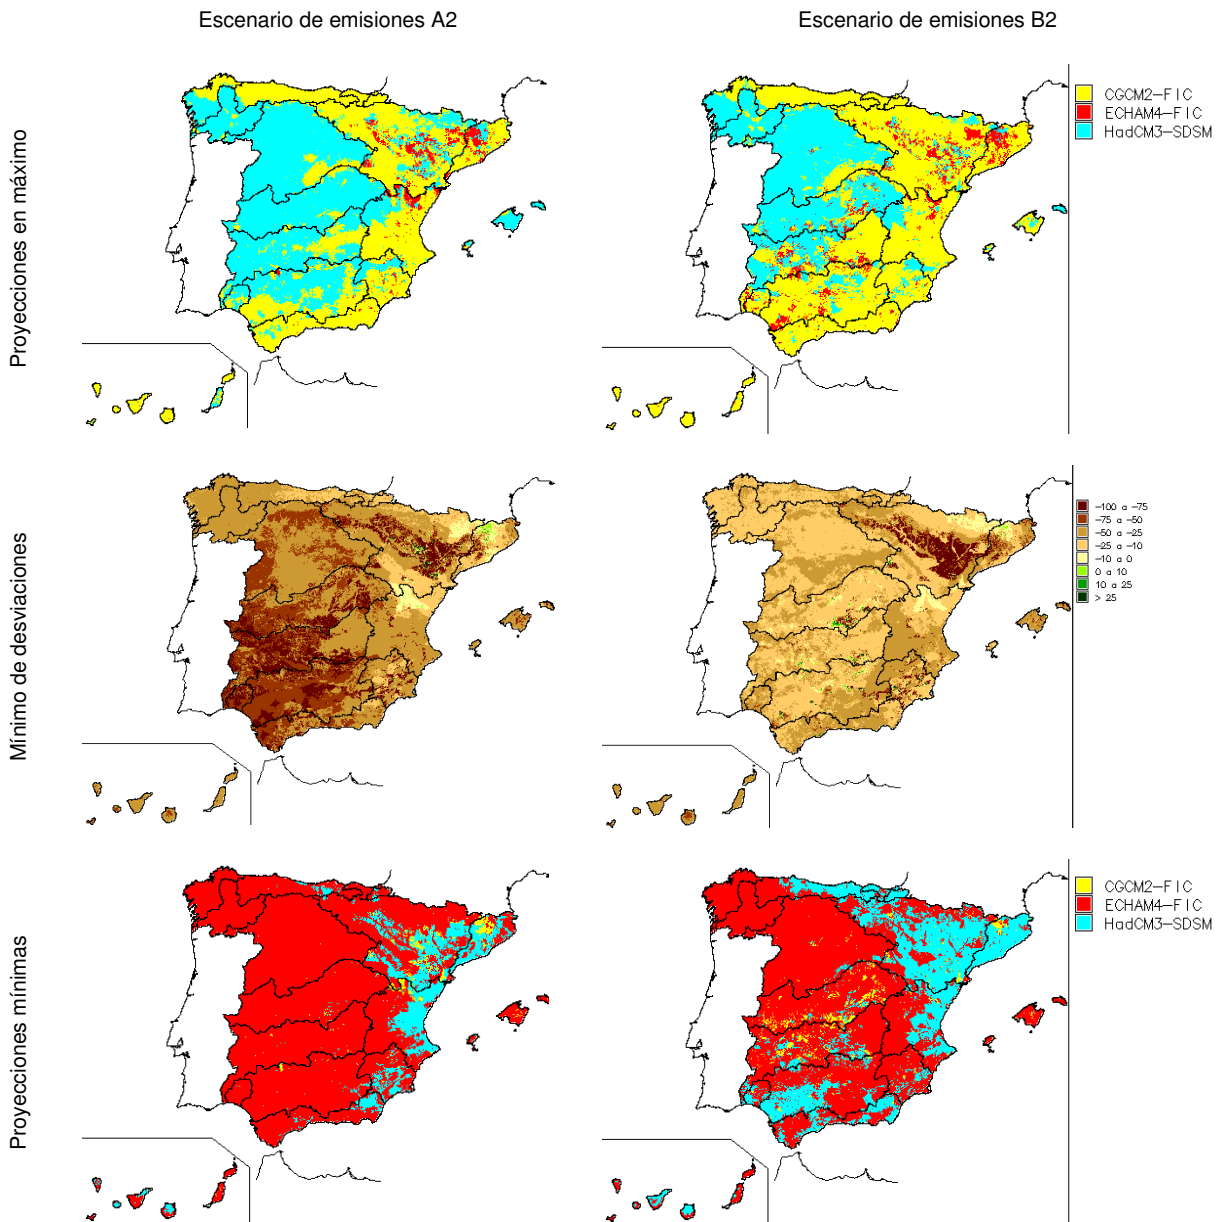 Escenario de emisiones A2
Escenario de emisiones B2
Proyecciones en máximo
CGCM2-FIC
ECHAM4-FIC
HadCM3-SDSM
Mínimo de desviaciones
-100 a -75
-75 a -50
-50 a -25
-25 a -10
-10 a 0
0 a 10
10 a 25
> 25
Proyecciones mínimas
CGCM2-FIC
ECHAM4-FIC
HadCM3-SDSM